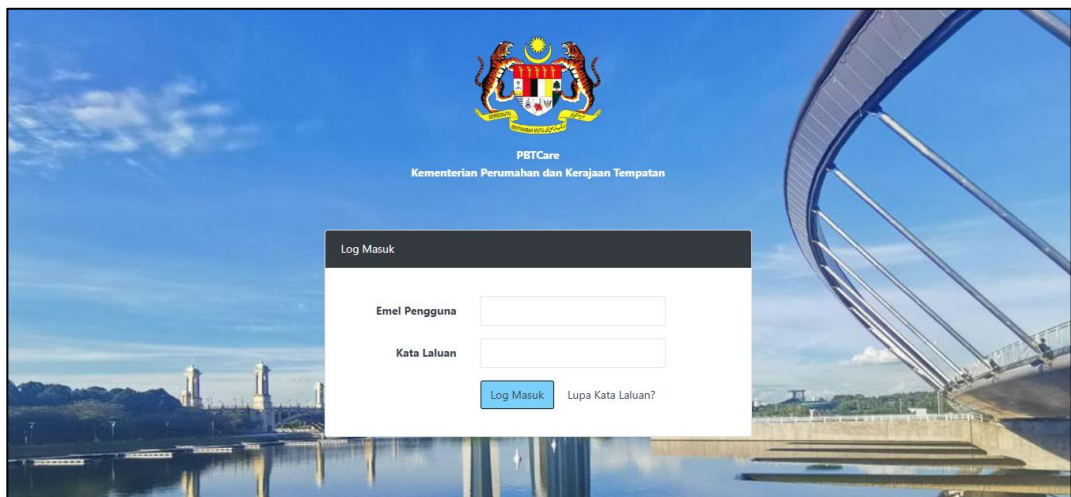 PBTCare
Kementerian Perumahan dan Kerajaan Tempatan
Log Masuk
Emel Pengguna
Kata Laluan
Log Masuk Lupa Kata Laluan?